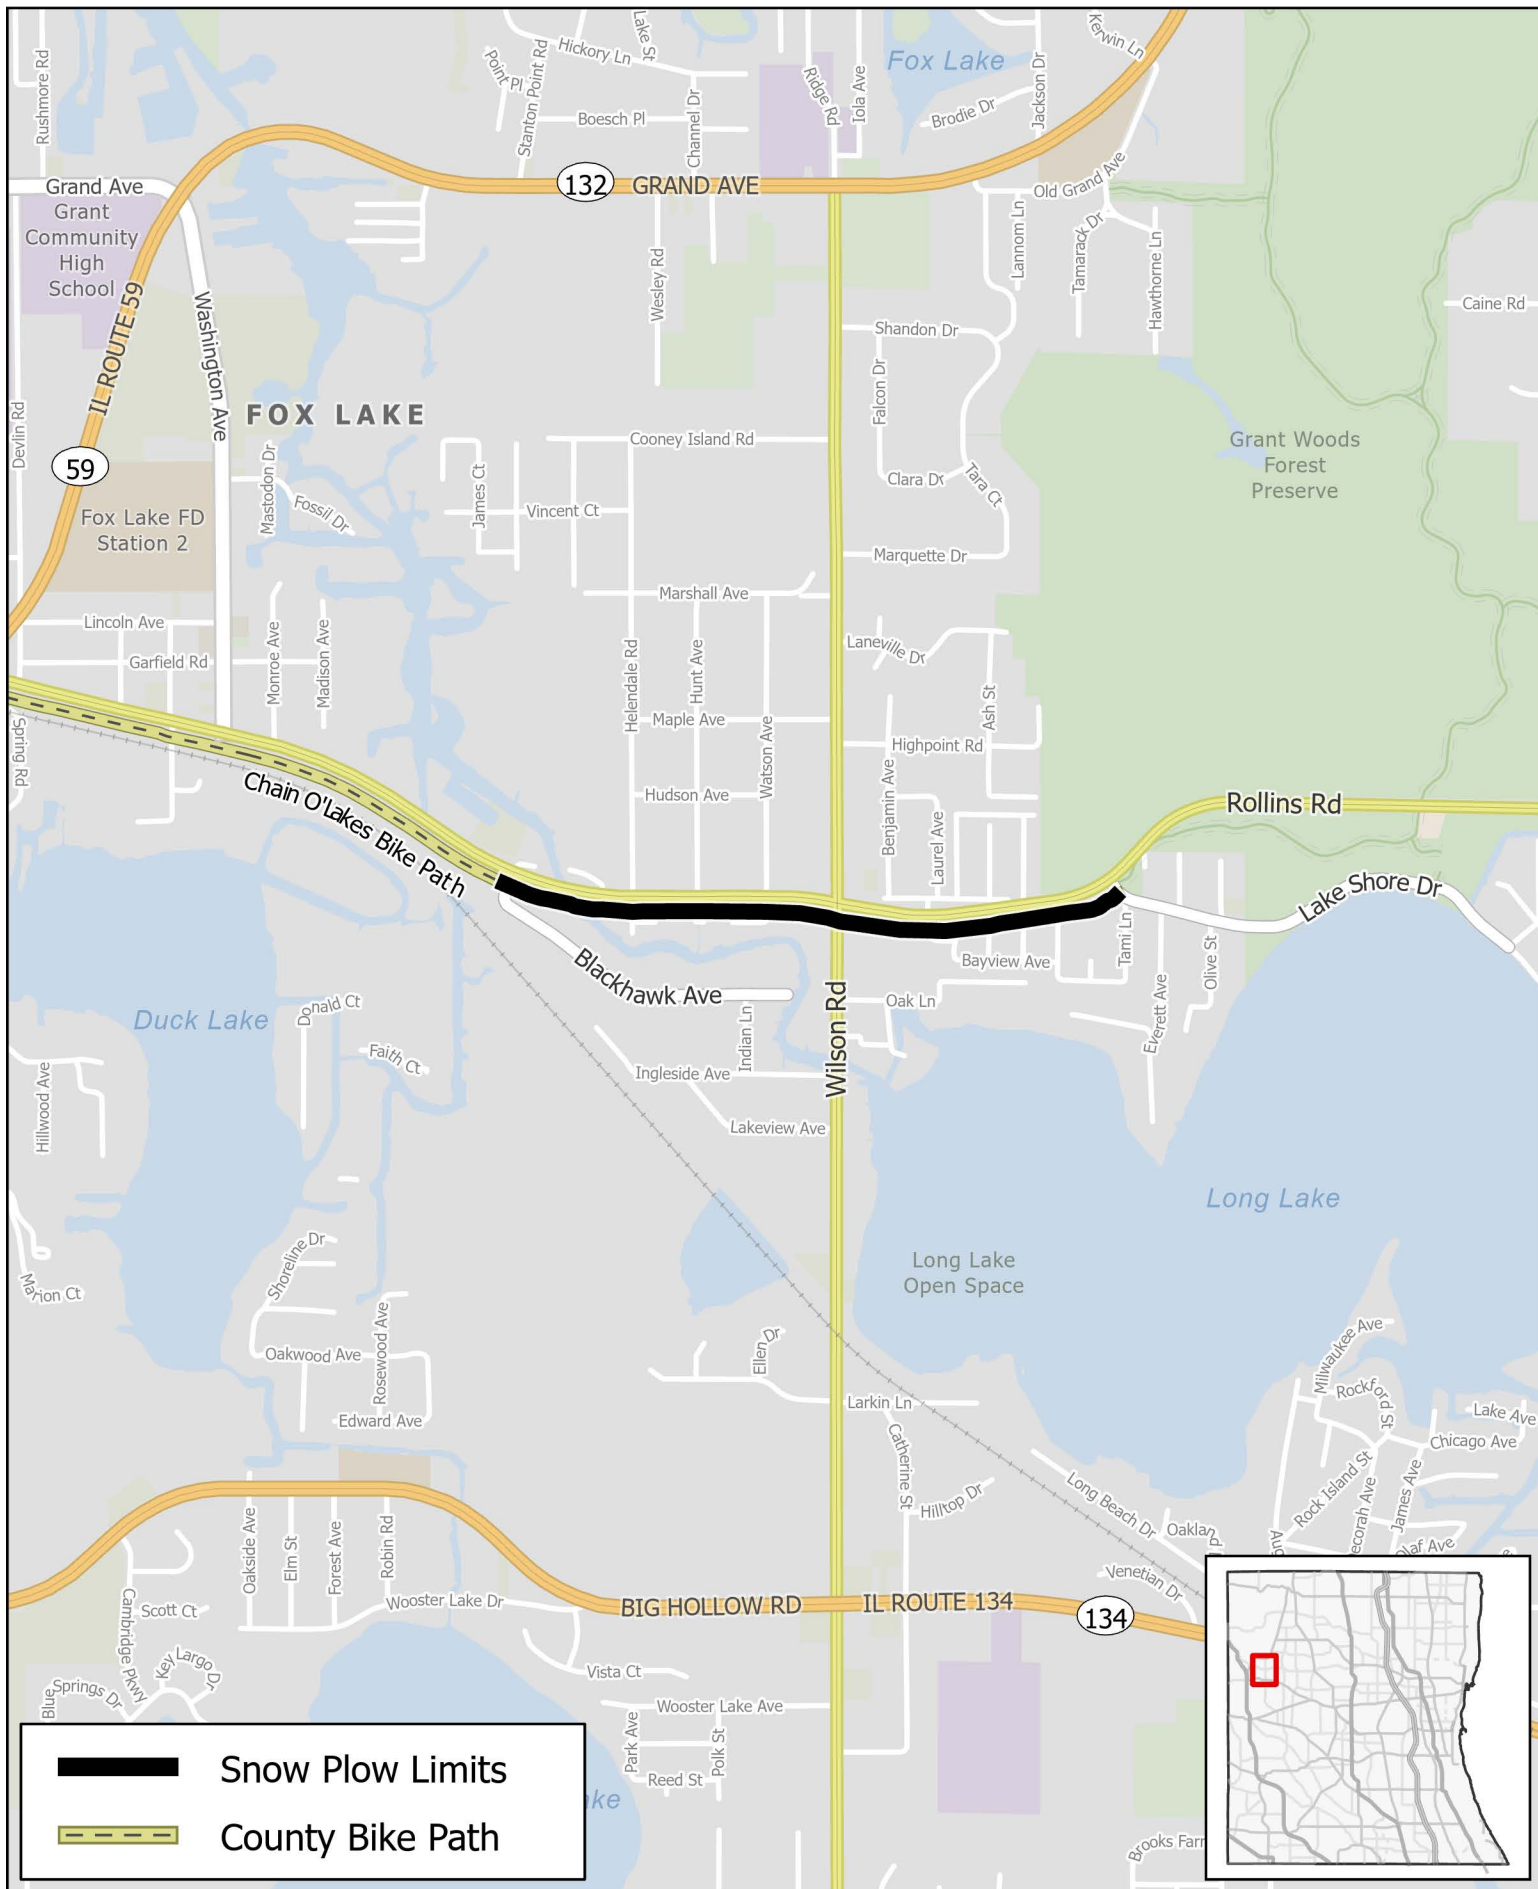 Rushmore Rd
Hickory Ln
Lake St
Point Pl
Stanton Point Rd
Boesch Pl
Channel Dr
Ridge Rd
Iola Ave
Fox Lake
Brodie Dr
Jackson Dr
Kerwin Ln
Grand Ave
132
GRAND AVE
Old Grand Ave
Grant
Community
High
School
IL ROUTE 59
Washington Ave
Wesley Rd
Lannom Ln
Tamarack Dr
Hawthorne Ln
Caine Rd
Shandon Dr
Falcon Dr
FOX LAKE
Devlin Rd
59
Mastodon Dr
Fossil Dr
James Ct
Vincent Ct
Cooney Island Rd
Clara Dr
Tara Ct
Grant Woods
Forest
Preserve
Fox Lake FD
Station 2
Marquette Dr
Marshall Ave
Lincoln Ave
Garfield Rd
Monroe Ave
Madison Ave
Helendale Rd
Hunt Ave
Laneville Dr
Ash St
Maple Ave
Watson Ave
Highpoint Rd
Spring Rd
Hudson Ave
Benjamin Ave
Laurel Ave
Rollins Rd
Chain O'Lakes Bike Path
Lake Shore Dr
Blackhawk Ave
Bayview Ave
Tami Ln
Olive St
Everett Ave
Oak Ln
Wilson Rd
Duck Lake
Donald Ct
Faith Ct
Indian Ln
Ingleside Ave
Lakeview Ave
Hillwood Ave
Long Lake
Long Lake
Open Space
Shoreline Dr
Marion Ct
Oakwood Ave
Rosewood Ave
Edward Ave
Ellen Dr
Larkin Ln
Catherine St
Hilltop Dr
Milwaukee Ave
Rockford St
Lake Ave
Chicago Ave
Rock Island St
James Ave
ecorah Ave
Long Beach Dr
Oakland
Aug
Olaf Ave
Venetian Dr
Oakside Ave
Elm St
Forest Ave
Robin Rd
Wooster Lake Dr
BIG HOLLOW RD
IL ROUTE 134
134
Cambridge Pkwy
Scott Ct
Key Largo Dr
Blue
Springs Dr
Vista Ct
Wooster Lake Ave
Park Ave
Polk St
Reed St
ke
Brooks Farm
Snow Plow Limits
County Bike Path